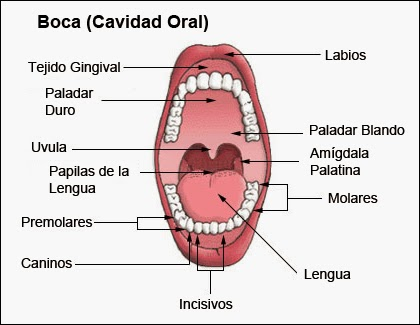 Boca (Cavidad Oral)
Labios
Tejido Gingival
Paladar
Duro
Paladar Blando
Uvula
Amígdala
Palatina
Papilas de la
Lengua
Molares
Premolares
Caninos
Lengua
Incisivos